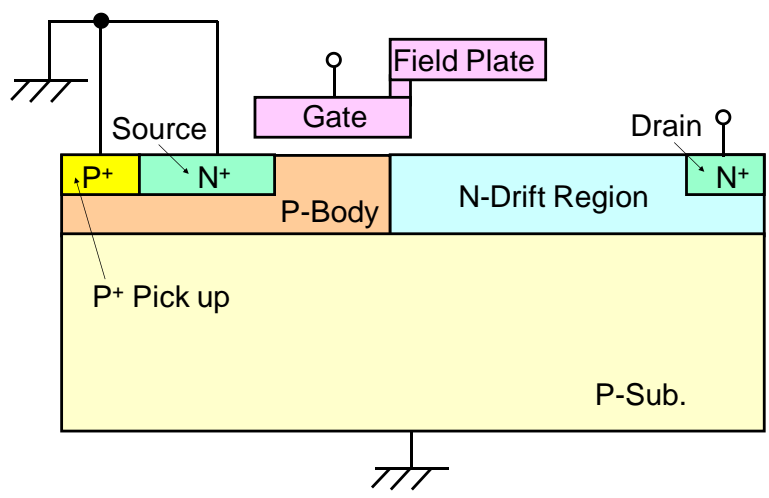 Field Plate
Gate
Source
Drain
P+
N+
N+
P-Body
N-Drift Region
P+ Pick up
P-Sub.